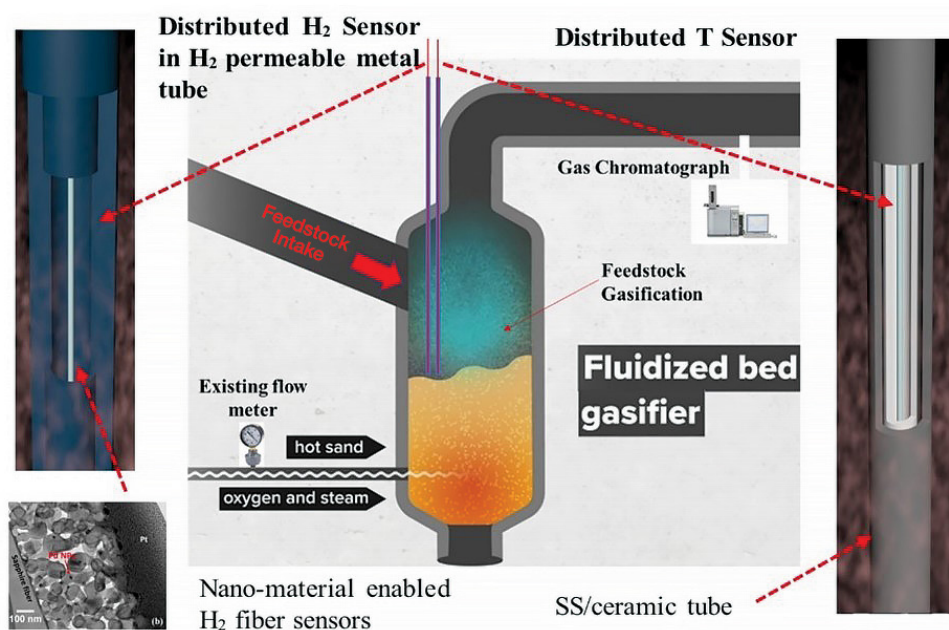 Distributed H₂ Sensor
in H₂ permeable metal
tube
Distributed T Sensor
Gas Chromatograph
Feedstock
Intake
Feedstock
Gasification
Fluidized bed
gasifier
Existing flow
meter
hot sand
oxygen and steam
Pt
Pd NPs
Sapphire fiber
100 nm
(b)
Nano-material enabled
H₂ fiber sensors
SS/ceramic tube